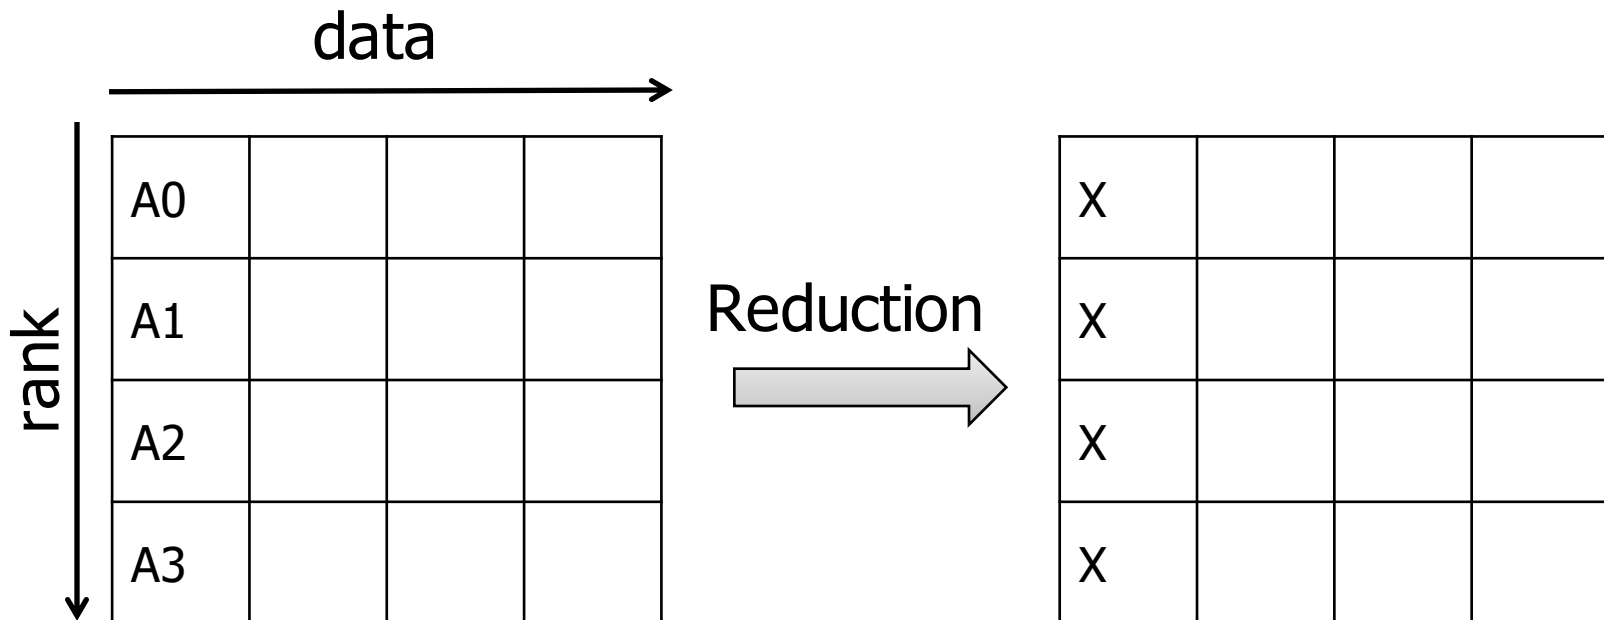 data
rank
A0
A1
A2
A3
Reduction
X
X
X
X